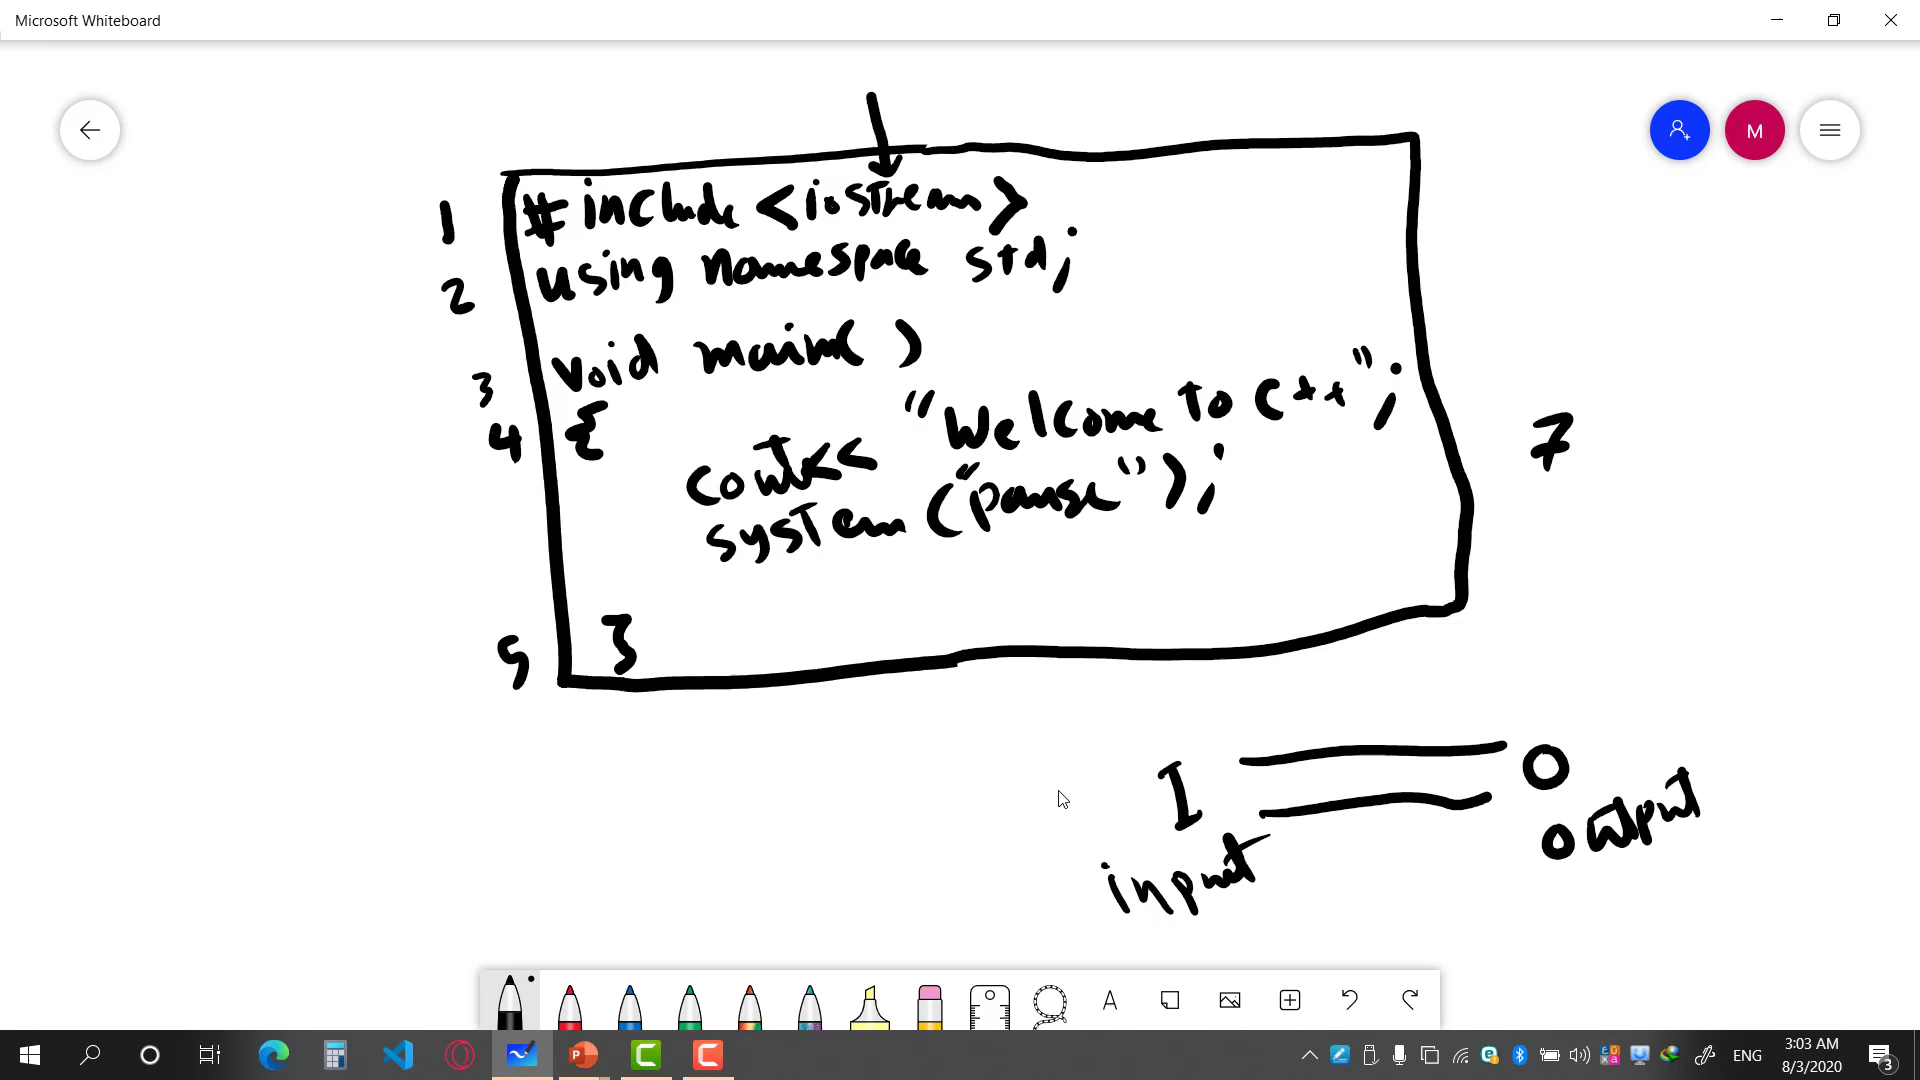 Microsoft Whiteboard
M
1 #include <iostream>
2 using namespace std;
3 void main( )
4 {
cout<< "Welcome to C++";
7
system("pause");
5 }
I O
input output
A
ENG
3:03 AM
8/3/2020
3